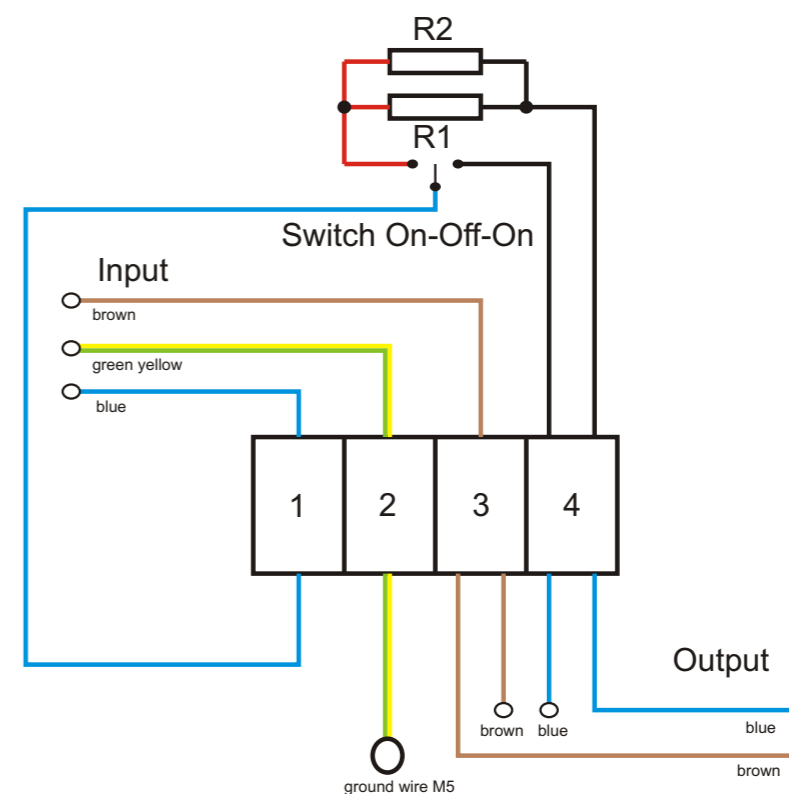 R2
R1
Switch On-Off-On
Input
brown
green yellow
blue
1 2 3 4
Output
brown blue
blue
brown
ground wire M5